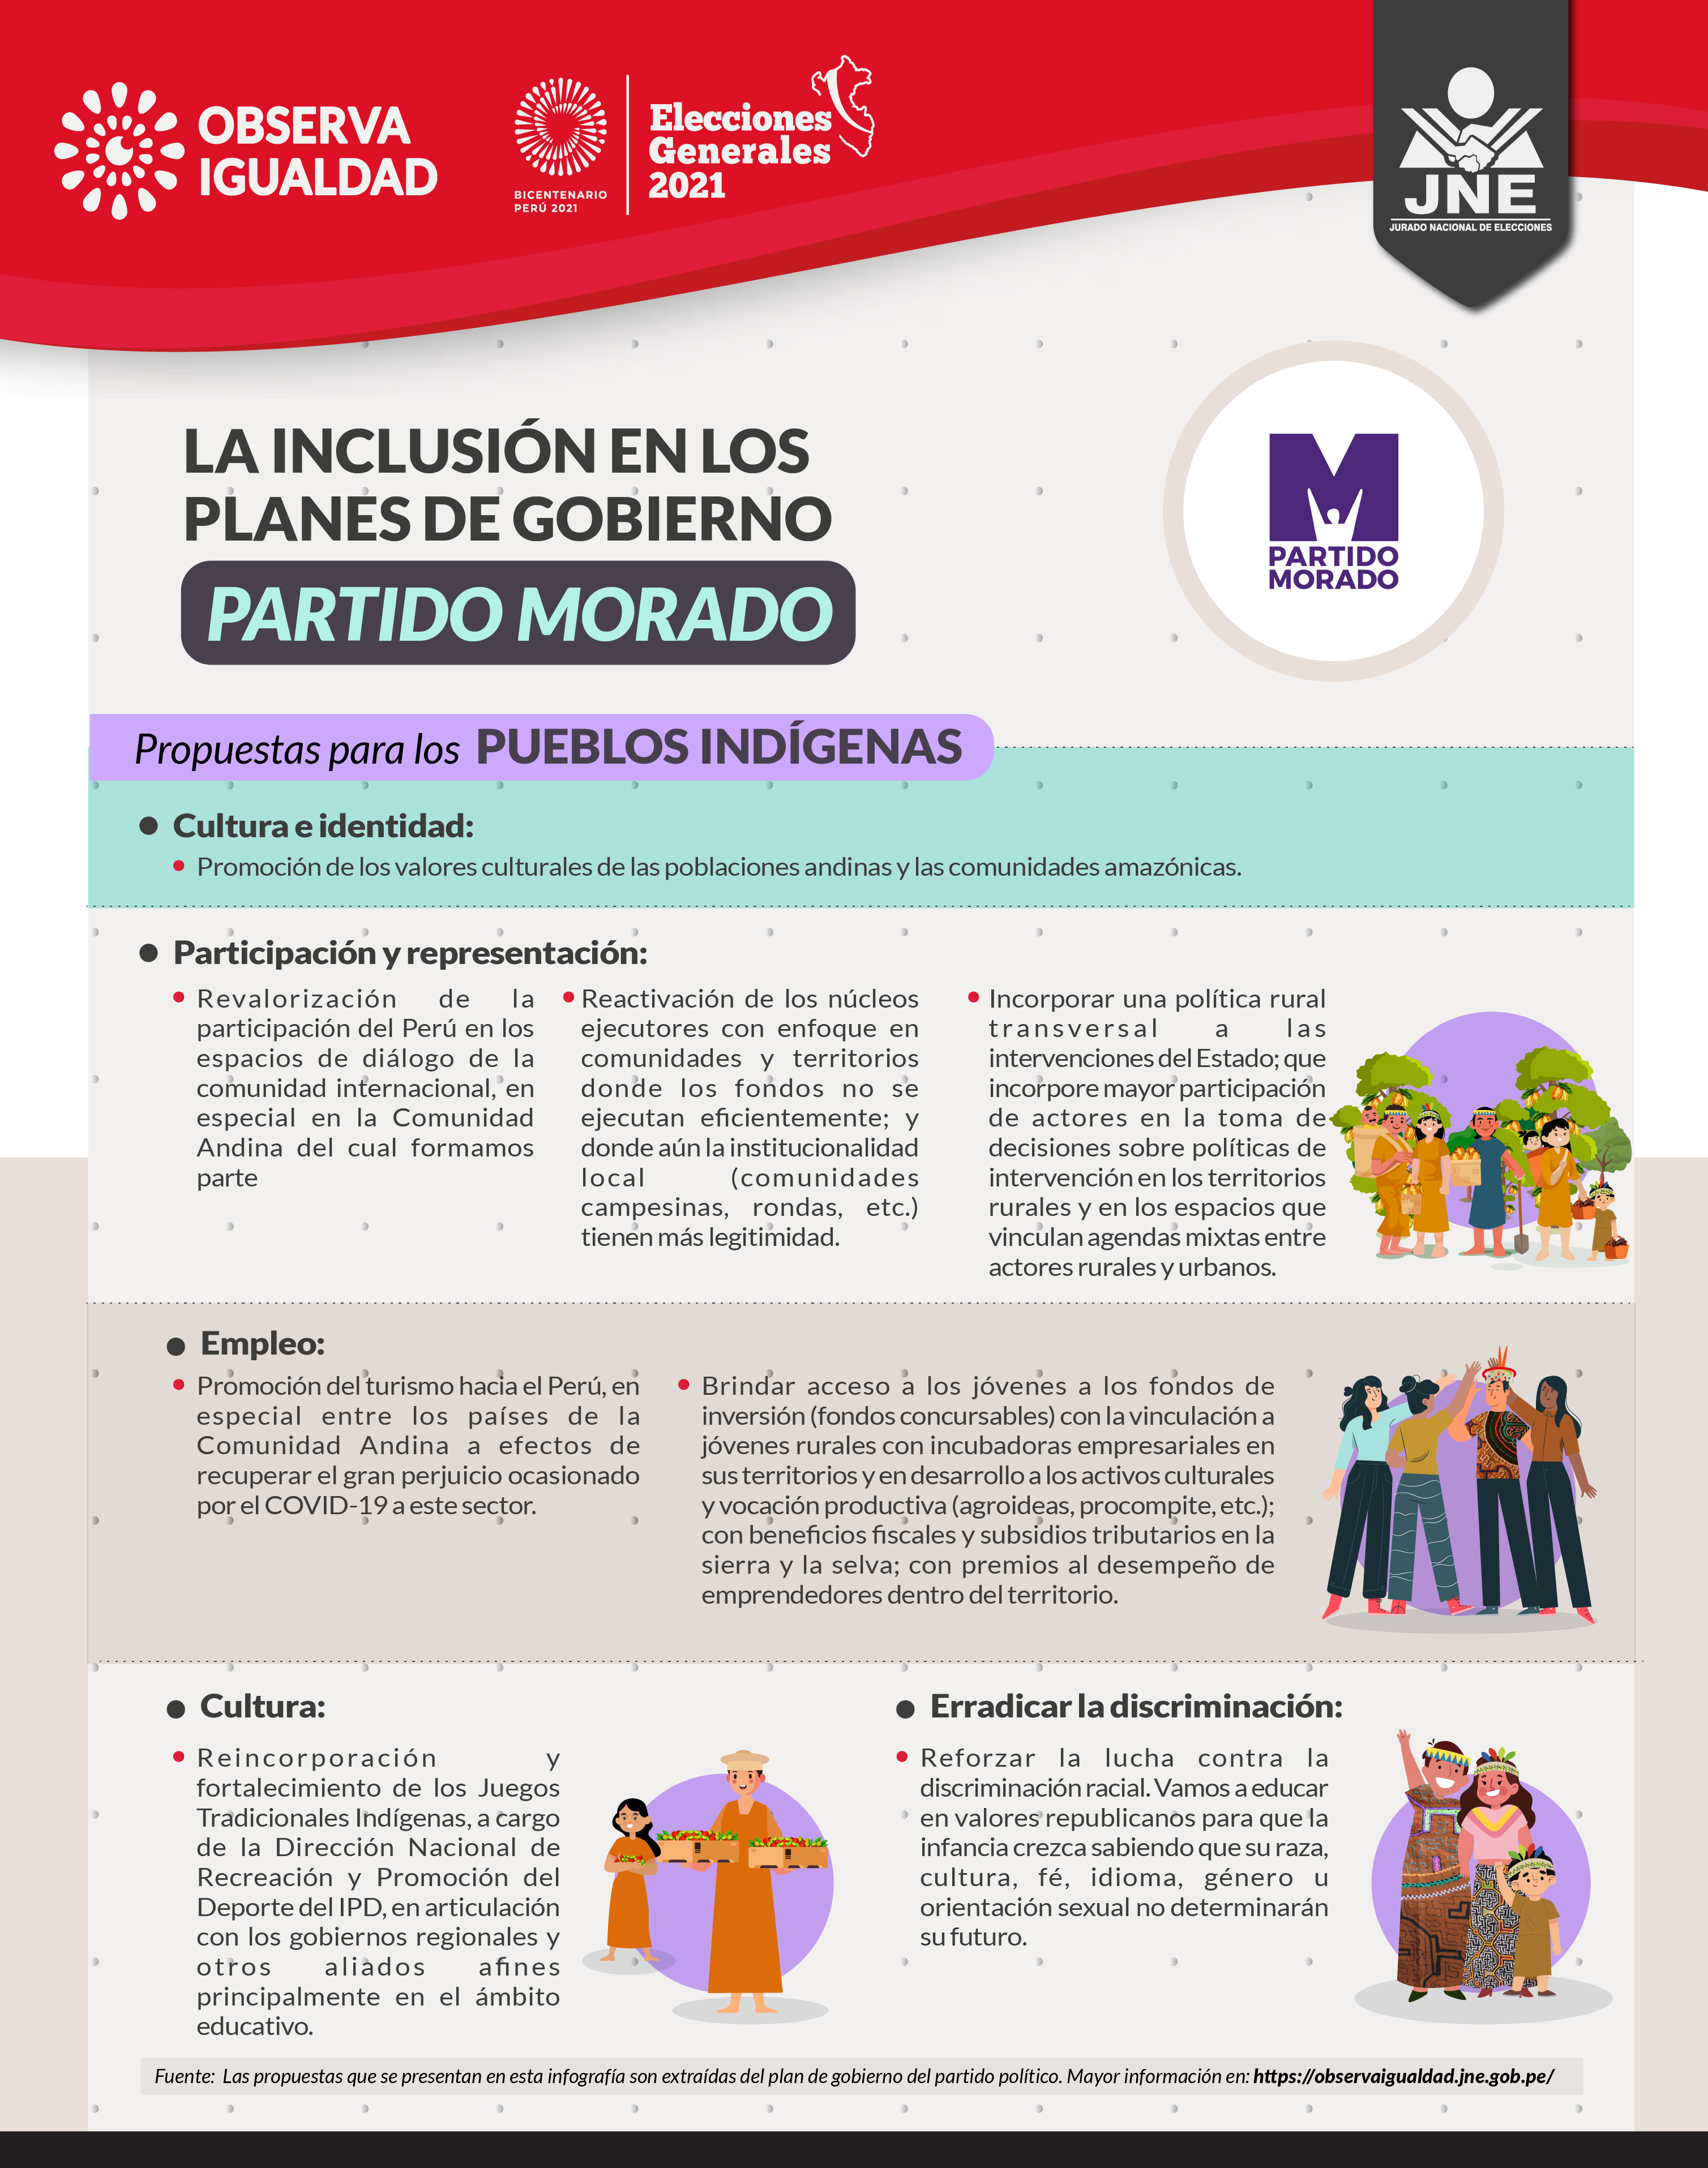 OBSERVA
IGUALDAD
BICENTENARIO
PERÚ 2021
Elecciones
Generales
2021
JNE
JURADO NACIONAL DE ELECCIONES
LA INCLUSIÓN EN LOS
PLANES DE GOBIERNO
PARTIDO MORADO
PARTIDO
MORADO
Propuestas para los PUEBLOS INDÍGENAS
Cultura e identidad:
Promoción de los valores culturales de las poblaciones andinas y las comunidades amazónicas.
Participación y representación:
Revalorización de la
participación del Perú en los
espacios de diálogo de la
comunidad internacional, en
especial en la Comunidad
Andina del cual formamos
parte
Reactivación de los núcleos
ejecutores con enfoque en
comunidades y territorios
donde los fondos no se
ejecutan eficientemente; y
donde aún la institucionalidad
local (comunidades
campesinas, rondas, etc.)
tienen más legitimidad.
Incorporar una política rural
transversal a las
intervenciones del Estado; que
incorpore mayor participación
de actores en la toma de
decisiones sobre políticas de
intervención en los territorios
rurales y en los espacios que
vinculan agendas mixtas entre
actores rurales y urbanos.
Empleo:
Promoción del turismo hacia el Perú, en
especial entre los países de la
Comunidad Andina a efectos de
recuperar el gran perjuicio ocasionado
por el COVID-19 a este sector.
Brindar acceso a los jóvenes a los fondos de
inversión (fondos concursables) con la vinculación a
jóvenes rurales con incubadoras empresariales en
sus territorios y en desarrollo a los activos culturales
y vocación productiva (agroideas, procompite, etc.);
con beneficios fiscales y subsidios tributarios en la
sierra y la selva; con premios al desempeño de
emprendedores dentro del territorio.
Cultura:
Reincorporación y
fortalecimiento de los Juegos
Tradicionales Indígenas, a cargo
de la Dirección Nacional de
Recreación y Promoción del
Deporte del IPD, en articulación
con los gobiernos regionales y
otros aliados afines
principalmente en el ámbito
educativo.
Erradicar la discriminación:
Reforzar la lucha contra la
discriminación racial. Vamos a educar
en valores republicanos para que la
infancia crezca sabiendo que su raza,
cultura, fé, idioma, género u
orientación sexual no determinarán
su futuro.
Fuente: Las propuestas que se presentan en esta infografía son extraídas del plan de gobierno del partido político. Mayor información en: https://observaigualdad.jne.gob.pe/